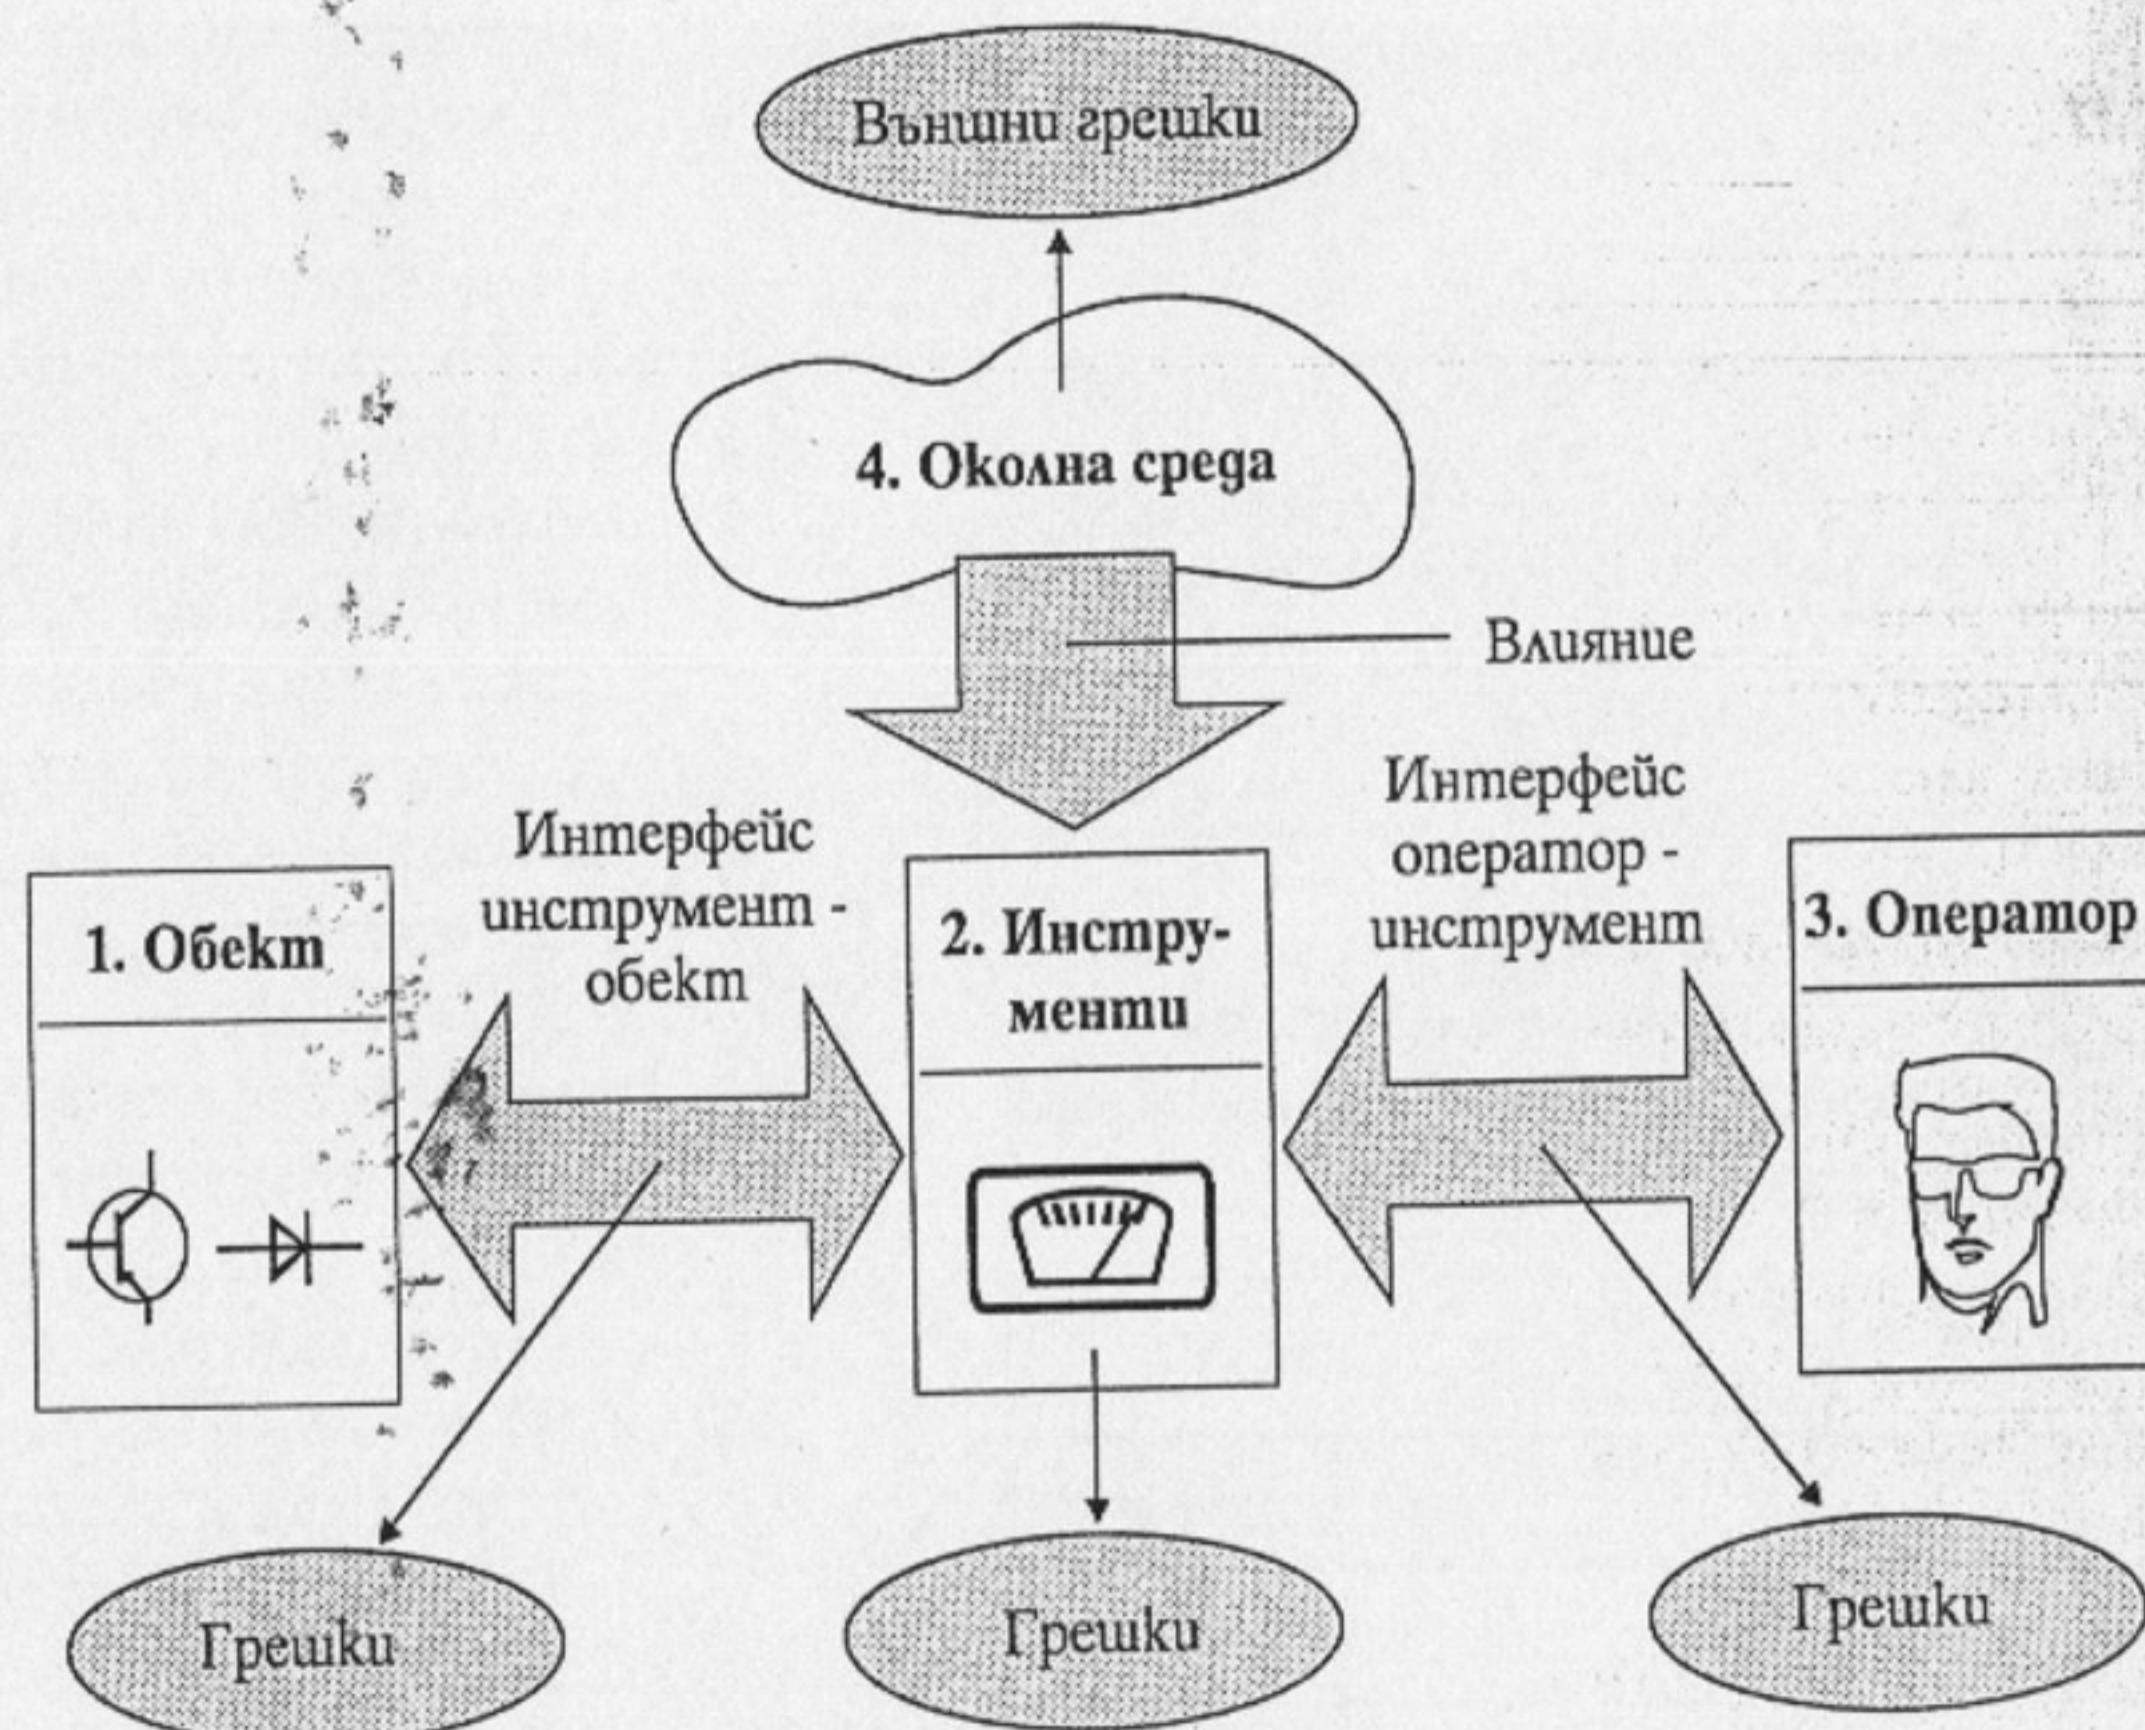 Външни грешки
4. Околна среда
Влияние
Интерфейс
инструмент -
обект
Интерфейс
оператор -
инструмент
1. Обект
2. Инстру-
менти
3. Оператор
Грешки
Грешки
Грешки